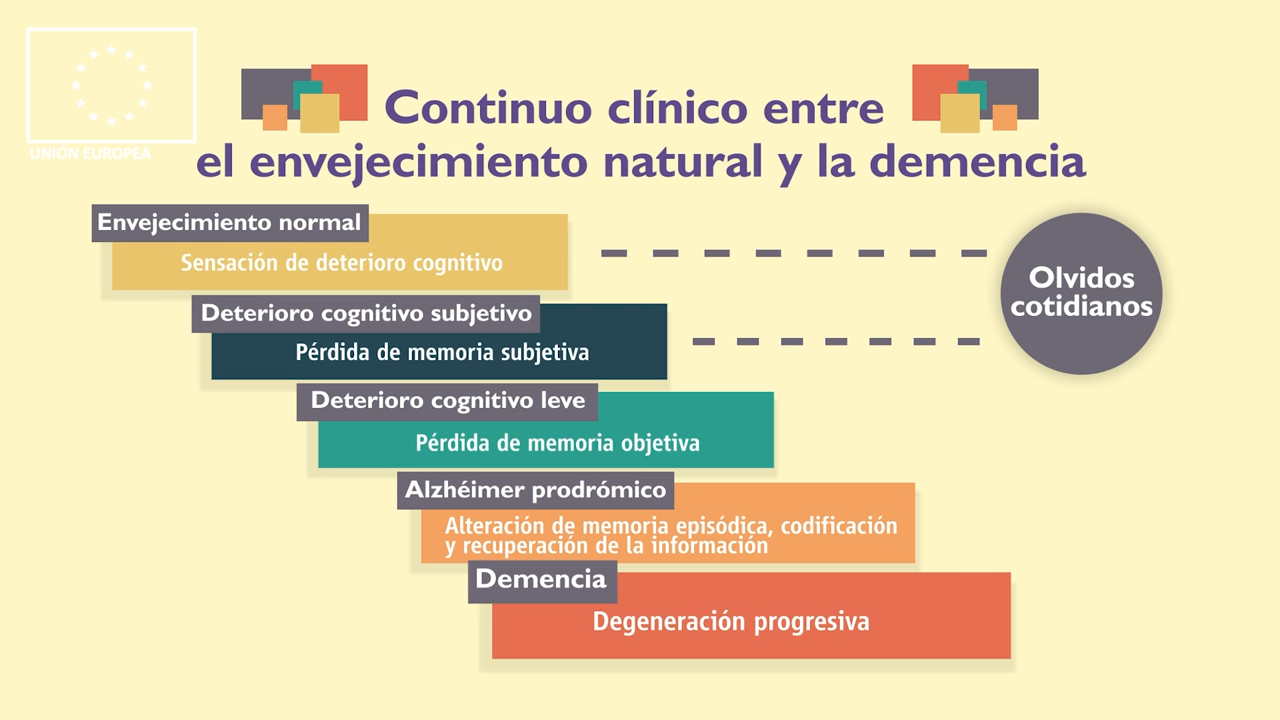 UNIÓN EUROPEA
Continuo clínico entre
el envejecimiento natural y la demencia
Envejecimiento normal
Sensación de deterioro cognitivo
Deterioro cognitivo subjetivo
Pérdida de memoria subjetiva
Olvidos
cotidianos
Deterioro cognitivo leve
Pérdida de memoria objetiva
Alzhéimer prodrómico
Alteración de memoria episódica, codificación
y recuperación de la información
Demencia
Degeneración progresiva